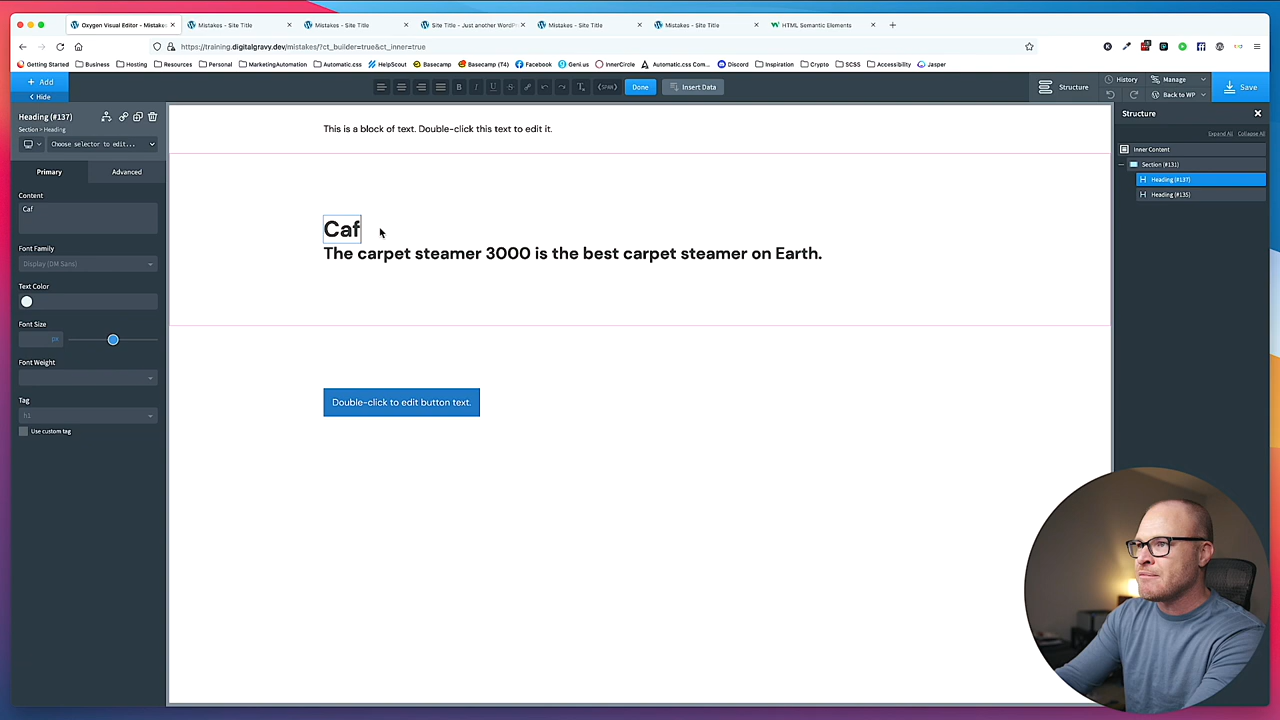 Oxygen Visual Editor - Mistakes
Mistakes - Site Title
Mistakes - Site Title
Site Title - Just another WordPr
Mistakes - Site Title
Mistakes - Site Title
HTML Semantic Elements
https://training.digitalgravy.dev/mistakes/?ct_builder=true&ct_inner=true
Getting Started
Business
Hosting
Resources
Personal
MarketingAutomation
Automatic.css
HelpScout
Basecamp
Basecamp (T4)
Facebook
Geni.us
InnerCircle
Automatic.css Com...
Discord
Inspiration
Crypto
SCSS
Accessibility
Jasper
+ Add
< Hide
B I U S
(SPAN)
Done
Insert Data
Structure
History
Manage
Back to WP
Save
Heading (#137)
Section > Heading
Choose selector to edit...
Primary
Advanced
Content
Caf
Font Family
Display (DM Sans)
Text Color
Font Size
px
Font Weight
Tag
h1
Use custom tag
This is a block of text. Double-click this text to edit it.
Caf
The carpet steamer 3000 is the best carpet steamer on Earth.
Double-click to edit button text.
Structure
Expand All
Collapse All
Inner Content
Section (#131)
Heading (#137)
Heading (#135)